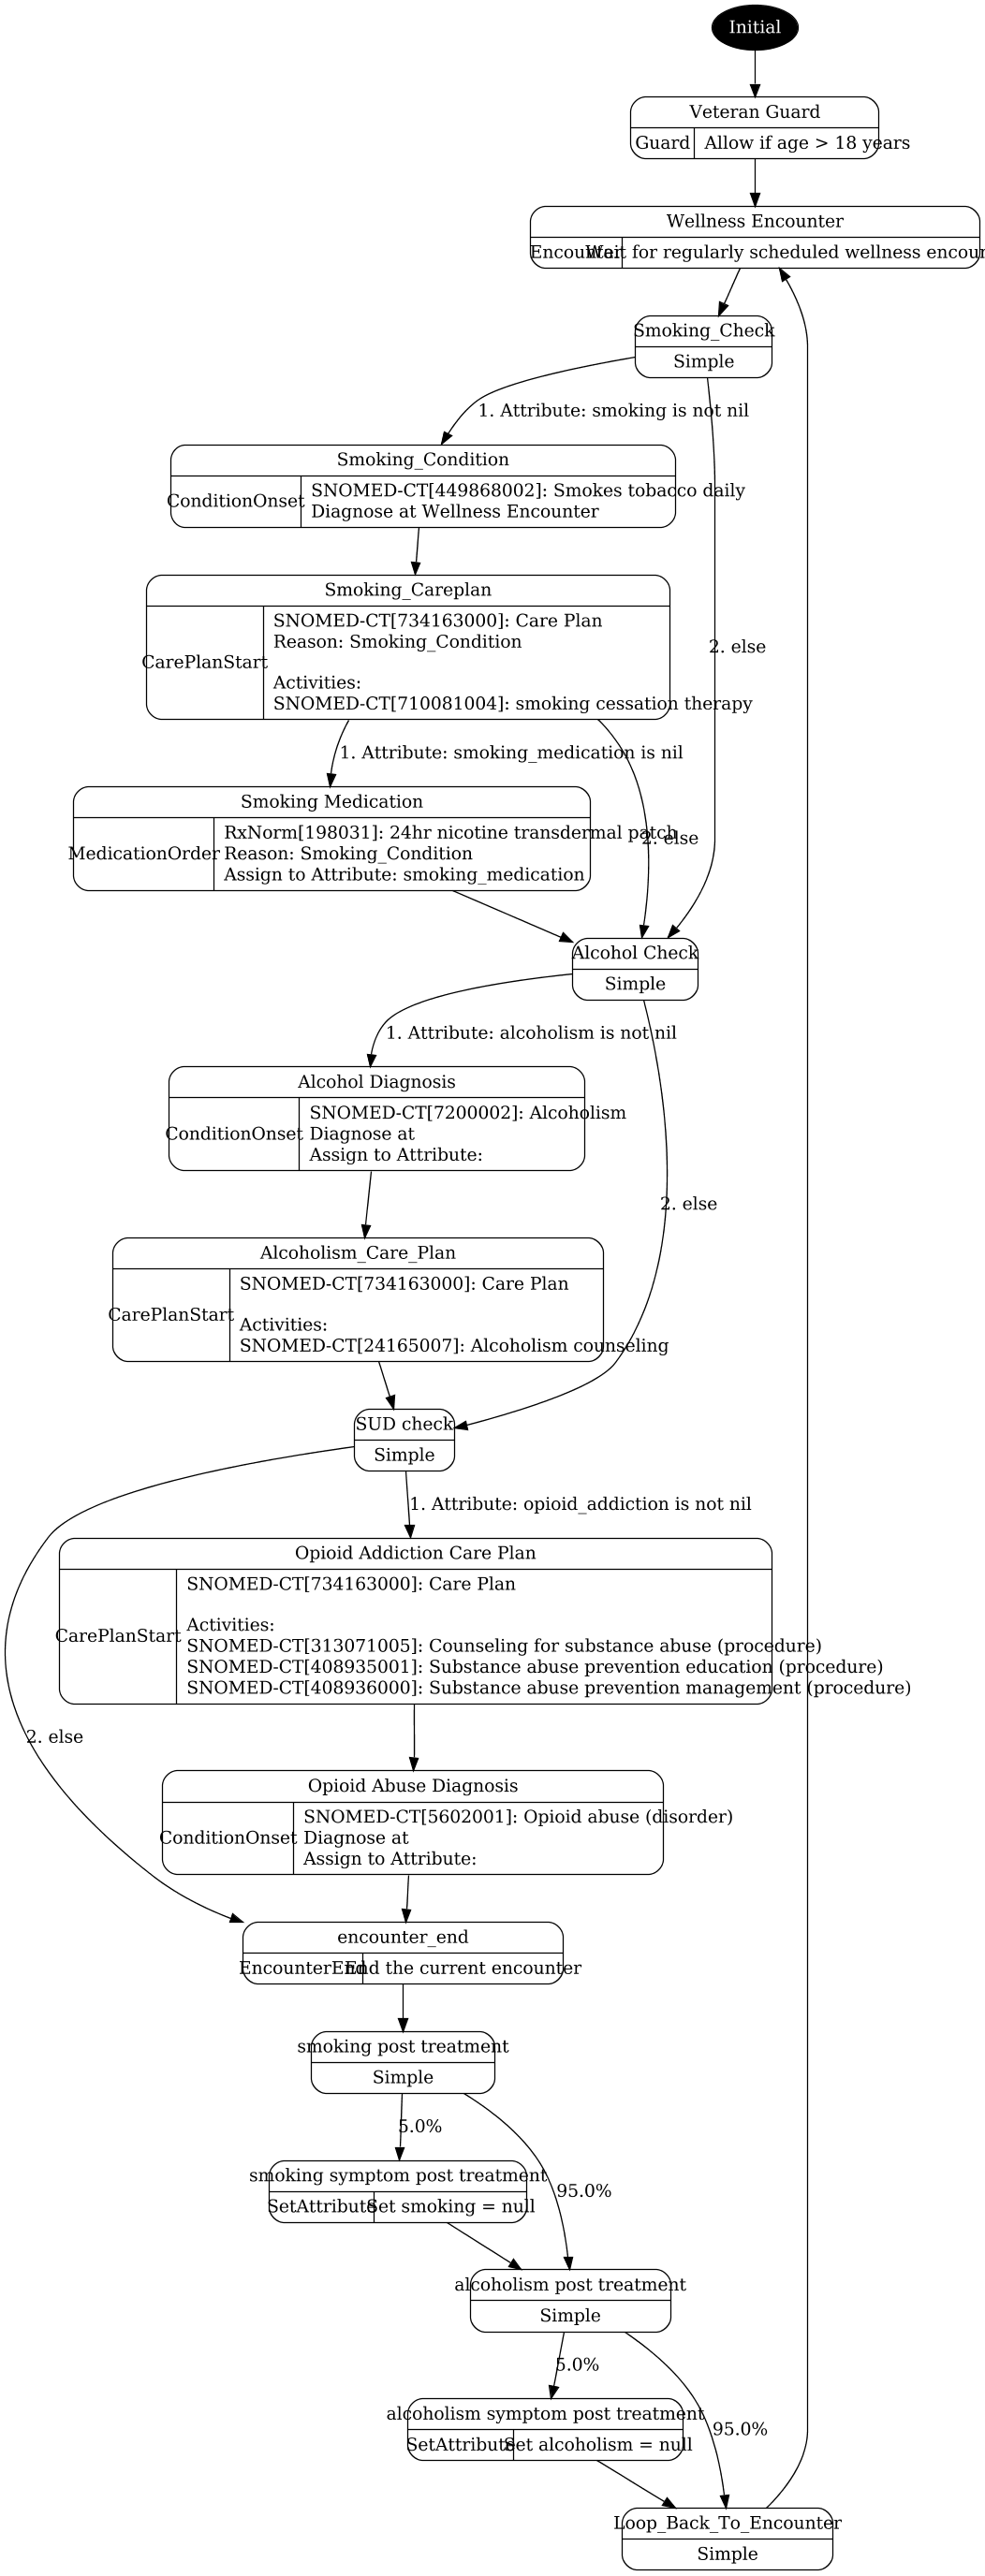 Initial
Veteran Guard
Guard
Allow if age > 18 years
Wellness Encounter
Encounter
Wait for regularly scheduled wellness
Smoking_Check
Simple
1. Attribute: smoking is not nil
Smoking_Condition
ConditionOnset
SNOMED-CT[449868002]: Smokes tobacco daily
Diagnose at Wellness Encounter
Smoking_Careplan
2. else
CarePlanStart
SNOMED-CT[734163000]: Care Plan
Reason: Smoking_Condition
Activities:
SNOMED-CT[710081004]: smoking cessation therapy
1. Attribute: smoking_medication is nil
Smoking Medication
MedicationOrder
RxNorm[198031]: 24hr nicotine transdermal patch
Reason: Smoking_Condition
Assign to Attribute: smoking_medication
2. else
Alcohol Check
Simple
1. Attribute: alcoholism is not nil
Alcohol Diagnosis
ConditionOnset
SNOMED-CT[7200002]: Alcoholism
Diagnose at
Assign to Attribute:
2. else
Alcoholism_Care_Plan
CarePlanStart
SNOMED-CT[734163000]: Care Plan
Activities:
SNOMED-CT[24165007]: Alcoholism counseling
SUD check
Simple
1. Attribute: opioid_addiction is not nil
Opioid Addiction Care Plan
CarePlanStart
SNOMED-CT[734163000]: Care Plan
Activities:
SNOMED-CT[313071005]: Counseling for substance abuse (procedure)
SNOMED-CT[408935001]: Substance abuse prevention education (procedure)
SNOMED-CT[408936000]: Substance abuse prevention management (procedure)
2. else
Opioid Abuse Diagnosis
ConditionOnset
SNOMED-CT[5602001]: Opioid abuse (disorder)
Diagnose at
Assign to Attribute:
encounter_end
EncounterEnd
End the current encounter
smoking post treatment
Simple
5.0%
smoking symptom post treatment
SetAttribute
Set smoking = null
95.0%
alcoholism post treatment
Simple
5.0%
alcoholism symptom post treatment
SetAttribute
Set alcoholism = null
95.0%
Loop_Back_To_Encounter
Simple